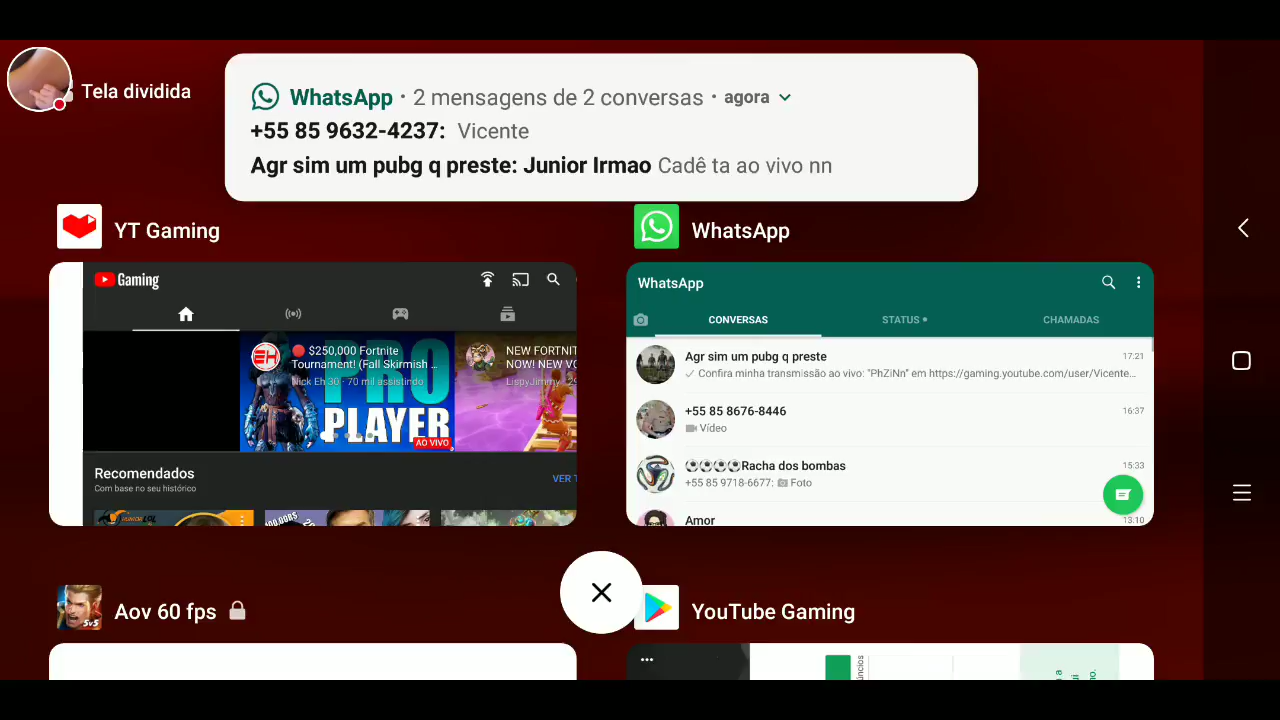 Tela dividida
WhatsApp • 2 mensagens de 2 conversas • agora
+55 85 9632-4237: Vicente
Agr sim um pubg q preste: Junior Irmao Cadê ta ao vivo nn
YT Gaming
WhatsApp
Gaming
$250,000 Fortnite
Tournament! (Fall Skirmish ...
Nick Eh 30 · 70 mil assistindo
PRO
PLAYER
AO VIVO
NEW FORTNIT
NOW! NEW VO
LispyJimmy · 29
Recomendados
Com base no seu histórico
VER T
WhatsApp
CONVERSAS
STATUS •
CHAMADAS
Agr sim um pubg q preste
17:21
✓ Confira minha transmissão ao vivo: "PhZiNn" em https://gaming.youtube.com/user/Vicente...
+55 85 8676-8446
16:37
Vídeo
⚽⚽⚽⚽Racha dos bombas
15:33
+55 85 9718-6677: Foto
Amor
13:10
Aov 60 fps
5v5
YouTube Gaming